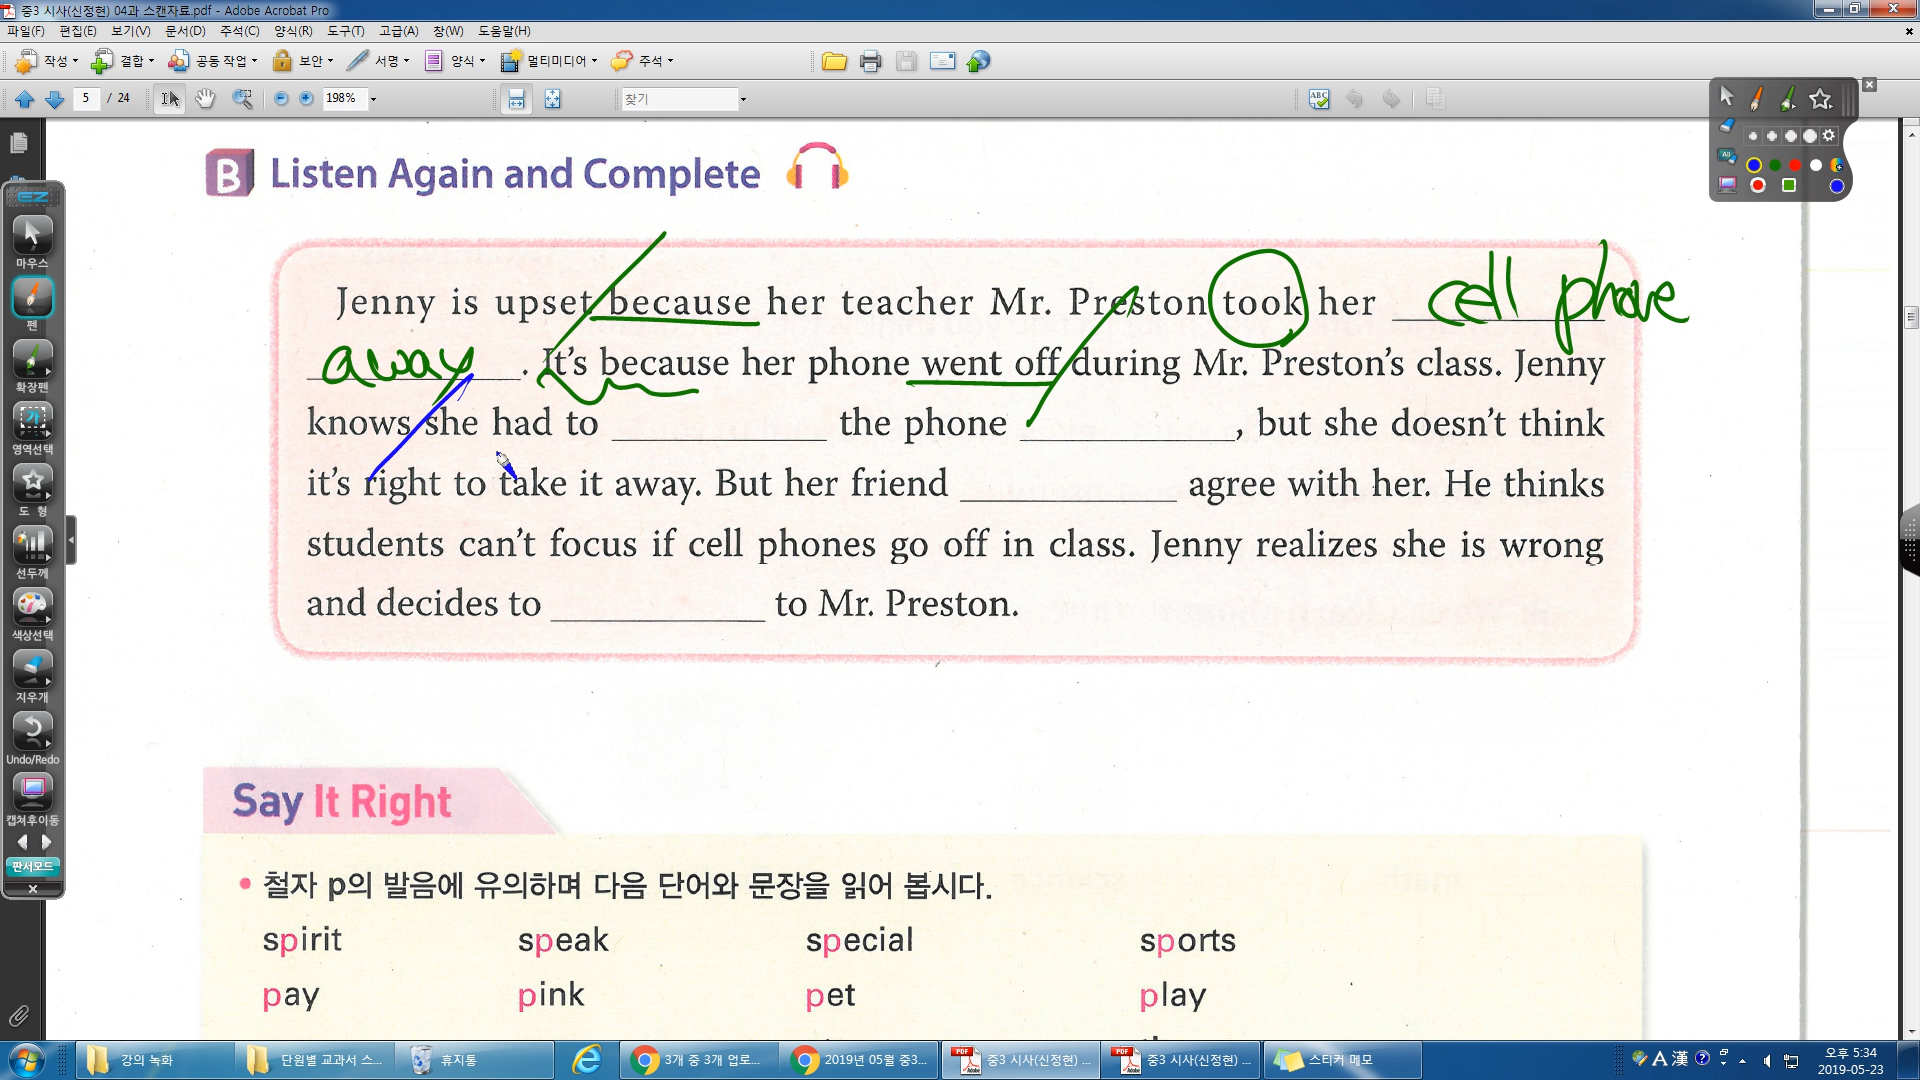 중3 시사(신정현) 04과 스캔자료.pdf - Adobe Acrobat Pro
파일(F) 편집(E) 보기(V) 문서(D) 주석(C) 양식(R) 도구(T) 고급(A) 창(W) 도움말(H)
작성 결합 공동 작업 보안 서명 양식 멀티미디어 주석
5 / 24 198% 찾기
B Listen Again and Complete
Jenny is upset because her teacher Mr. Preston took her cell phone
away. It's because her phone went off during Mr. Preston's class. Jenny
knows she had to ____ the phone ____, but she doesn't think
it's right to take it away. But her friend ____ agree with her. He thinks
students can't focus if cell phones go off in class. Jenny realizes she is wrong
and decides to ____ to Mr. Preston.
Say It Right
• 철자 p의 발음에 유의하며 다음 단어와 문장을 읽어 봅시다.
spirit speak special sports
pay pink pet play
EZ
마우스
펜
확장펜
영역선택
도 형
선두께
색상선택
지우개
Undo/Redo
캡쳐후이동
판서모드
강의 녹화 단원별 교과서 스... 휴지통 3개 중 3개 업로... 2019년 05월 중3... 중3 시사(신정현) ... 중3 시사(신정현) ... 스티커 메모
A 漢 오후 5:34
2019-05-23